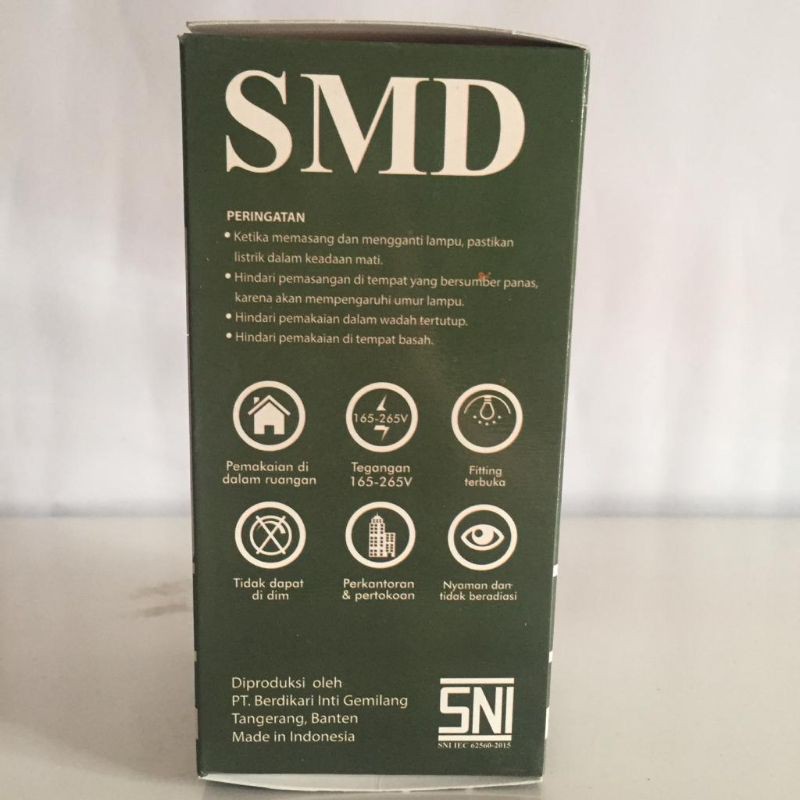 SMD
PERINGATAN
• Ketika memasang dan mengganti lampu, pastikan
listrik dalam keadaan mati.
• Hindari pemasangan di tempat yang bersumber panas,
karena akan mempengaruhi umur lampu.
• Hindari pemakaian dalam wadah tertutup.
• Hindari pemakaian di tempat basah.
165-265V
Pemakaian di
dalam ruangan
Tegangan
165-265V
Fitting
terbuka
Tidak dapat
di dim
Perkantoran
& pertokoan
Nyaman dan
tidak beradiasi
Diproduksi oleh
PT. Berdikari Inti Gemilang
Tangerang, Banten
Made in Indonesia
SNI
SNI IEC 62560-2015